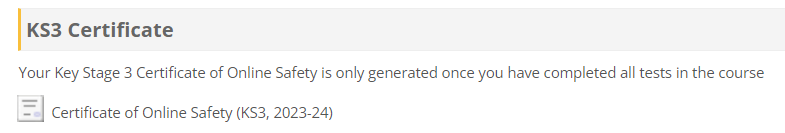 KS3 Certificate
Your Key Stage 3 Certificate of Online Safety is only generated once you have completed all tests in the course
Certificate of Online Safety (KS3, 2023-24)